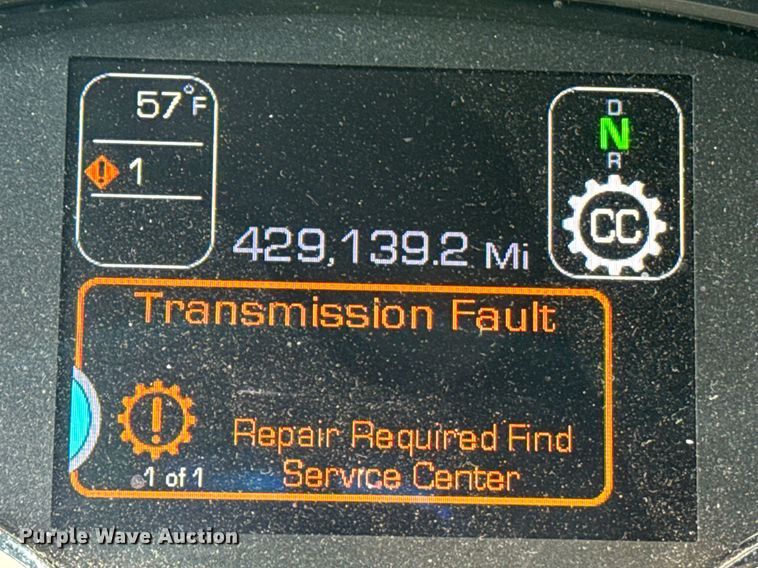 57°F
1
D
N
R
CC
429,139.2 Mi
Transmission Fault
Repair Required Find
Service Center
1 of 1
Purple Wave Auction